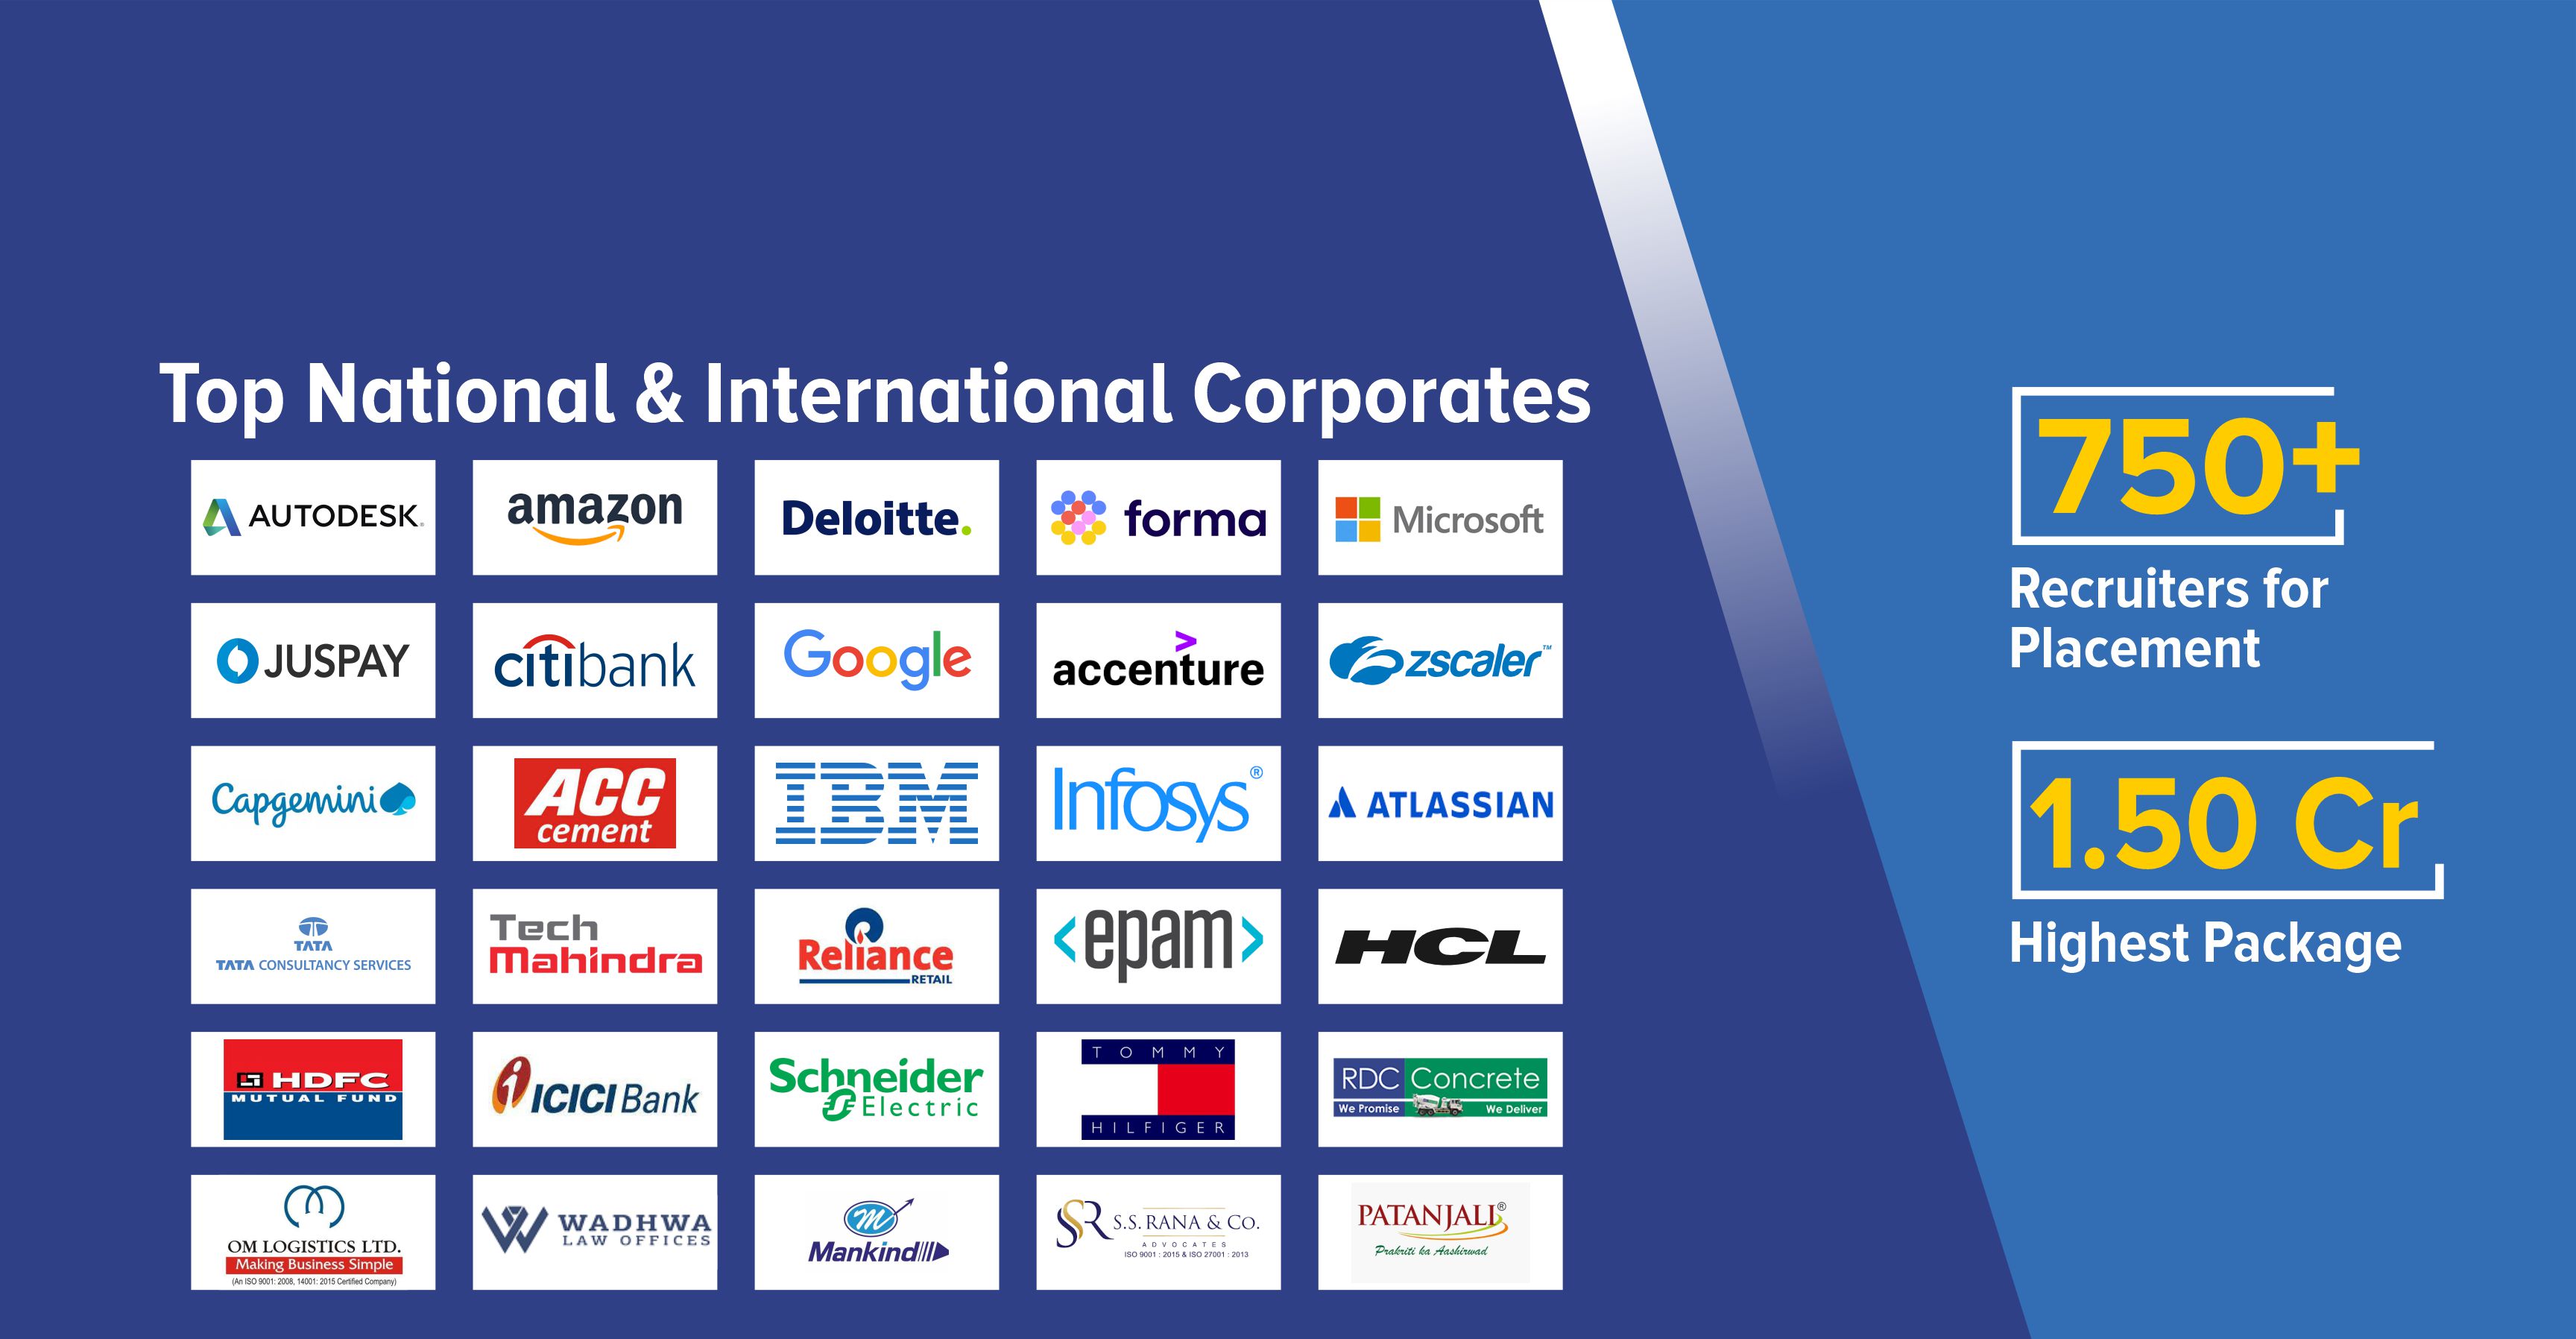 Top National & International Corporates
AUTODESK®
amazon
Deloitte.
forma
Microsoft
JUSPAY
citibank
Google
accenture
zscaler™
Capgemini
ACC
cement
IBM
Infosys®
ATLASSIAN
TATA
TATA CONSULTANCY SERVICES
Tech
Mahindra
Reliance
RETAIL
<epam>
HCL
HDFC
MUTUAL FUND
ICICI Bank
Schneider
Electric
TOMMY
HILFIGER
RDC Concrete
We Promise We Deliver
OM LOGISTICS LTD.
Making Business Simple
(An ISO 9001: 2008, 14001: 2015 Certified Company)
WADHWA
LAW OFFICES
m
Mankind
SR
S.S. RANA & CO.
ADVOCATES
ISO 9001 : 2015 & ISO 27001 : 2013
PATANJALI®
Prakriti ka Aashirwad
750+
Recruiters for
Placement
1.50 Cr
Highest Package